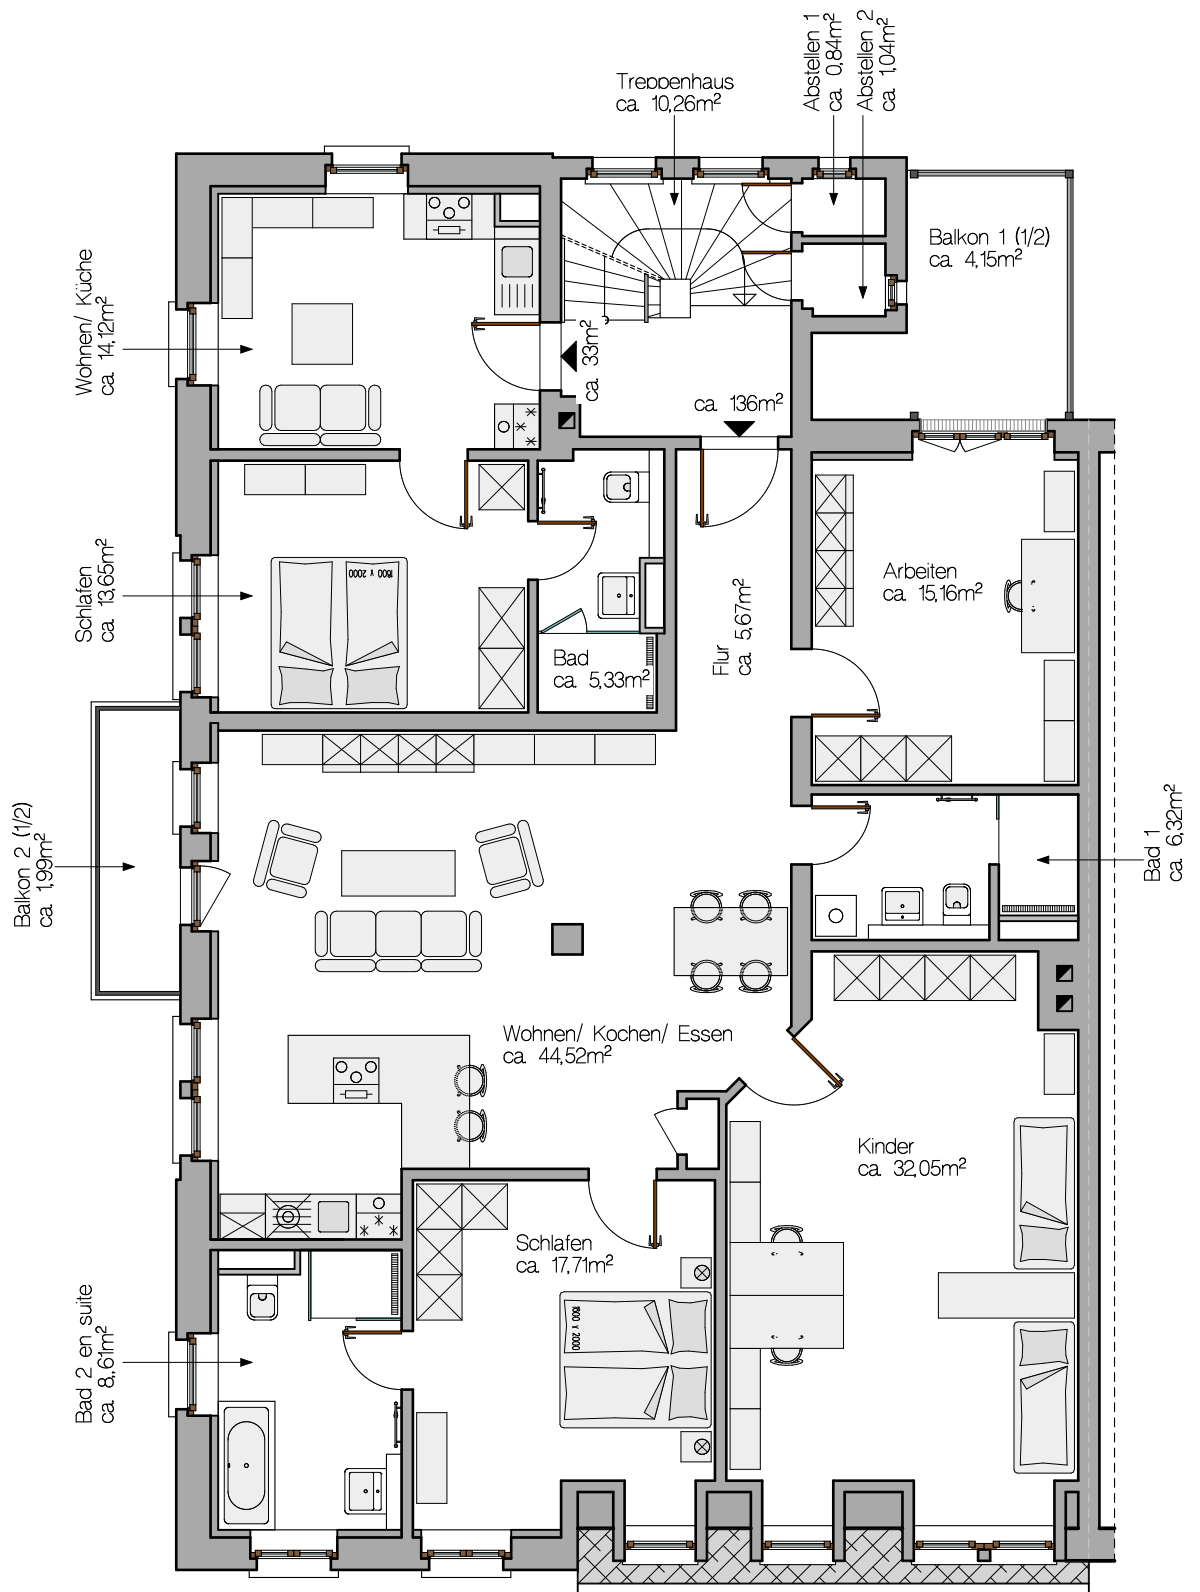 Treppenhaus
ca. 10,26m²
Abstellen 1
ca. 0,84m²
Abstellen 2
ca. 1,04m²
Balkon 1 (1/2)
ca. 4,15m²
Wohnen/ Küche
ca. 14,12m²
ca. 33m²
ca. 136m²
Schlafen
ca. 13,65m²
1600 x 2000
Bad
ca. 5,33m²
Flur
ca. 5,67m²
Arbeiten
ca. 15,16m²
Balkon 2 (1/2)
ca. 1,99m²
Bad 1
ca. 6,32m²
Wohnen/ Kochen/ Essen
ca. 44,52m²
Kinder
ca. 32,05m²
Schlafen
ca. 17,71m²
1600 x 2000
Bad 2 en suite
ca. 8,61m²